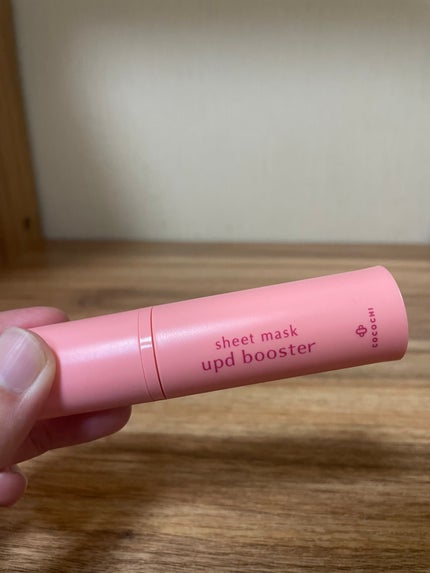 sheet mask
upd booster
COCOCHI